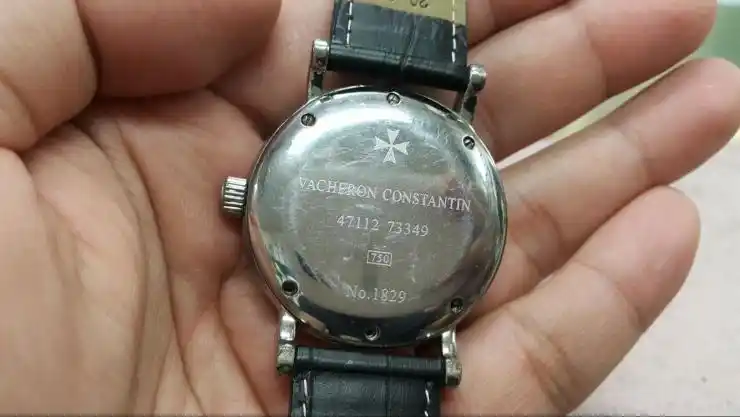 VACHERON CONSTANTIN
47112 73349
750
No.1829